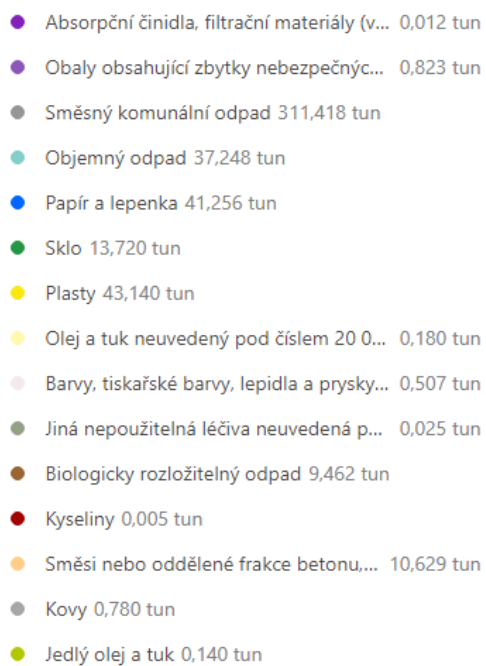 Absorpční činidla, filtrační materiály (v... 0,012 tun
Obaly obsahující zbytky nebezpečnýc... 0,823 tun
Směsný komunální odpad 311,418 tun
Objemný odpad 37,248 tun
Papír a lepenka 41,256 tun
Sklo 13,720 tun
Plasty 43,140 tun
Olej a tuk neuvedený pod číslem 20 0... 0,180 tun
Barvy, tiskařské barvy, lepidla a prysky... 0,507 tun
Jiná nepoužitelná léčiva neuvedená p... 0,025 tun
Biologicky rozložitelný odpad 9,462 tun
Kyseliny 0,005 tun
Směsi nebo oddělené frakce betonu,... 10,629 tun
Kovy 0,780 tun
Jedlý olej a tuk 0,140 tun